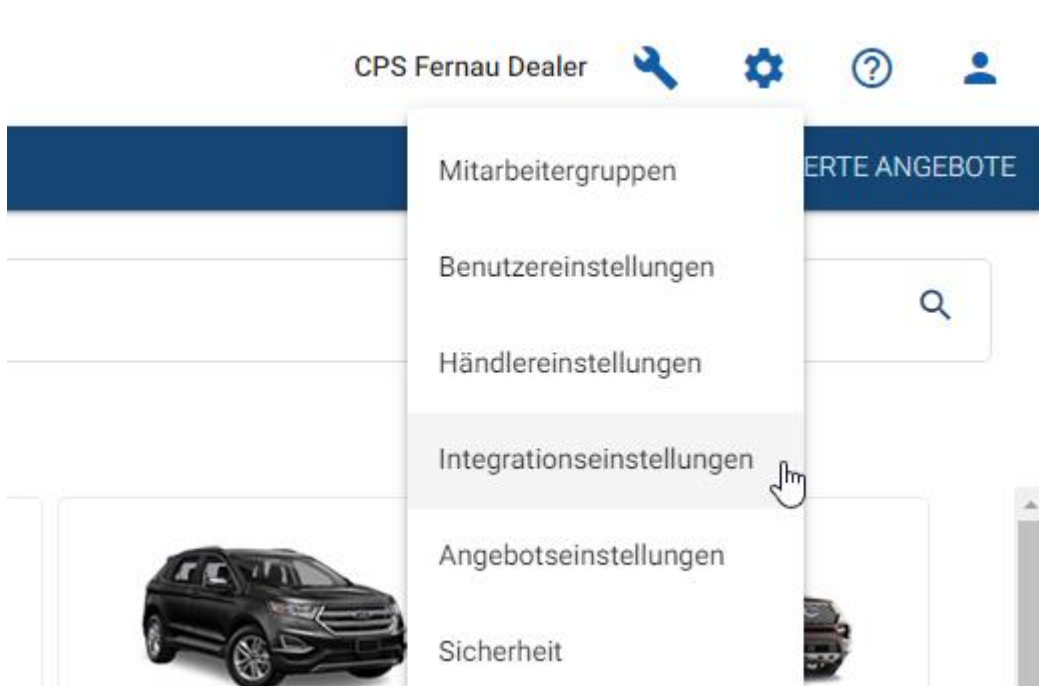 CPS Fernau Dealer
ERTE ANGEBOTE
Mitarbeitergruppen
Benutzereinstellungen
Händlereinstellungen
Integrationseinstellungen
Angebotseinstellungen
Sicherheit